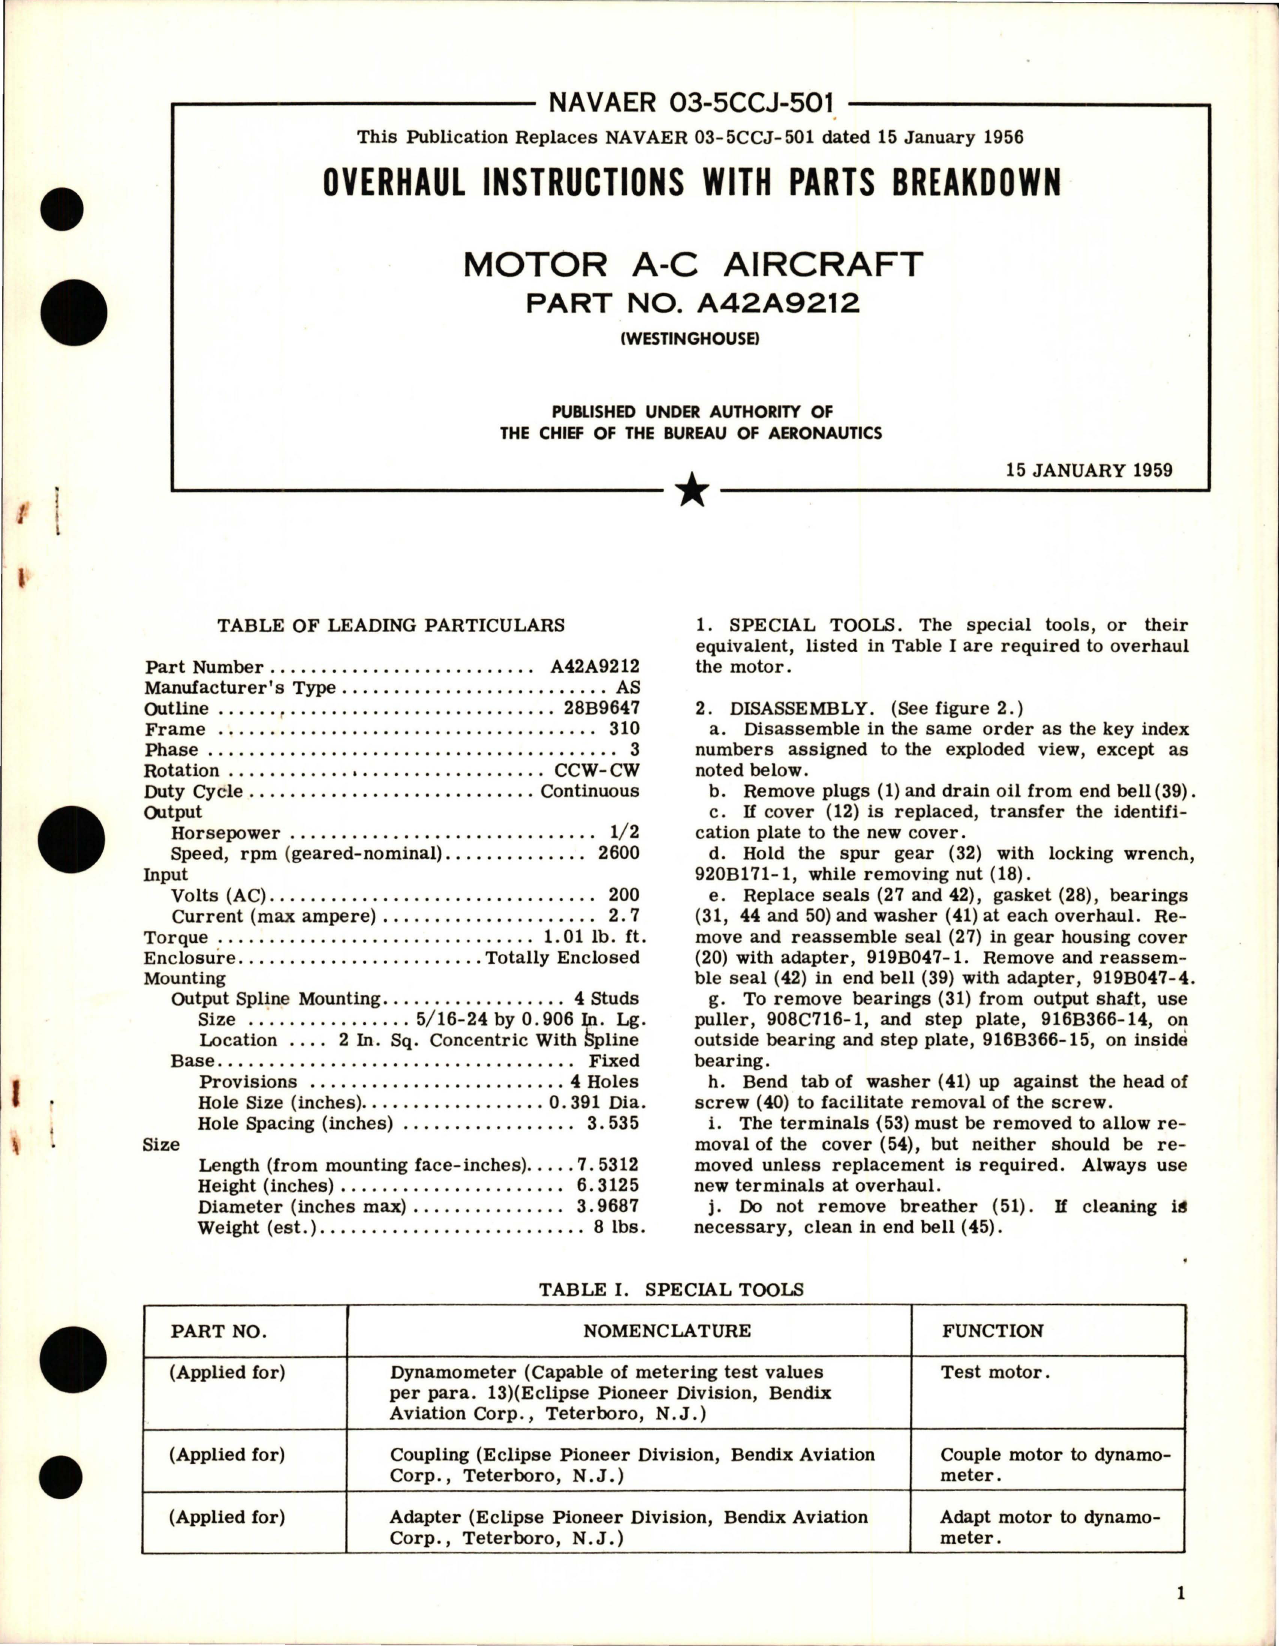 NAVAER 03-5CCJ-501
This Publication Replaces NAVAER 03-5CCJ-501 dated 15 January 1956
OVERHAUL INSTRUCTIONS WITH PARTS BREAKDOWN
MOTOR A-C AIRCRAFT
PART NO. A42A9212
(WESTINGHOUSE)
PUBLISHED UNDER AUTHORITY OF
THE CHIEF OF THE BUREAU OF AERONAUTICS
15 JANUARY 1959
TABLE OF LEADING PARTICULARS
Part Number .......................... A42A9212
Manufacturer's Type .......................... AS
Outline ................................. 28B9647
Frame ..................................... 310
Phase ........................................ 3
Rotation ............................... CCW-CW
Duty Cycle ............................ Continuous
Output
Horsepower .............................. 1/2
Speed, rpm (geared-nominal).............. 2600
Input
Volts (AC)................................ 200
Current (max ampere) ..................... 2.7
Torque ............................... 1.01 lb. ft.
Enclosure........................Totally Enclosed
Mounting
Output Spline Mounting.................. 4 Studs
Size ................ 5/16-24 by 0.906 In. Lg.
Location .... 2 In. Sq. Concentric With Spline
Base................................... Fixed
Provisions ......................... 4 Holes
Hole Size (inches).................. 0.391 Dia.
Hole Spacing (inches) ................. 3.535
Size
Length (from mounting face-inches).....7.5312
Height (inches) ...................... 6.3125
Diameter (inches max) ............... 3.9687
Weight (est.).......................... 8 lbs.
1. SPECIAL TOOLS. The special tools, or their
equivalent, listed in Table I are required to overhaul
the motor.
2. DISASSEMBLY. (See figure 2.)
a. Disassemble in the same order as the key index
numbers assigned to the exploded view, except as
noted below.
b. Remove plugs (1) and drain oil from end bell (39).
c. If cover (12) is replaced, transfer the identifi-
cation plate to the new cover.
d. Hold the spur gear (32) with locking wrench,
920B171-1, while removing nut (18).
e. Replace seals (27 and 42), gasket (28), bearings
(31, 44 and 50) and washer (41) at each overhaul. Re-
move and reassemble seal (27) in gear housing cover
(20) with adapter, 919B047-1. Remove and reassem-
ble seal (42) in end bell (39) with adapter, 919B047-4.
g. To remove bearings (31) from output shaft, use
puller, 908C716-1, and step plate, 916B366-14, on
outside bearing and step plate, 916B366-15, on inside
bearing.
h. Bend tab of washer (41) up against the head of
screw (40) to facilitate removal of the screw.
i. The terminals (53) must be removed to allow re-
moval of the cover (54), but neither should be re-
moved unless replacement is required. Always use
new terminals at overhaul.
j. Do not remove breather (51). If cleaning is
necessary, clean in end bell (45).
TABLE I. SPECIAL TOOLS
PART NO. NOMENCLATURE FUNCTION
(Applied for) Dynamometer (Capable of metering test values Test motor.
per para. 13)(Eclipse Pioneer Division, Bendix
Aviation Corp., Teterboro, N.J.)
(Applied for) Coupling (Eclipse Pioneer Division, Bendix Aviation Couple motor to dynamo-
Corp., Teterboro, N.J.) meter.
(Applied for) Adapter (Eclipse Pioneer Division, Bendix Aviation Adapt motor to dynamo-
Corp., Teterboro, N.J.) meter.
1